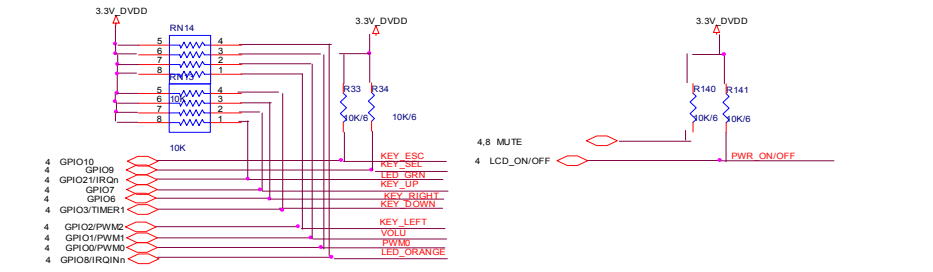 3.3V_DVDD
RN14
5 4
6 3
7 2
8 1
RN13
5 4
10K
6 3
7 2
8 1
10K
3.3V_DVDD
R33 R34
10K/6 10K/6
4 GPIO10 KEY_ESC
4 GPIO9 KEY_SEL
4 GPIO21/IRQn LED_GRN
4 GPIO7 KEY_UP
4 GPIO6 KEY_RIGHT
4 GPIO3/TIMER1 KEY_DOWN
4 GPIO2/PWM2 KEY_LEFT
4 GPIO1/PWM1 VOLU
4 GPIO0/PWM0 PWM0
4 GPIO8/IRQINn LED_ORANGE
3.3V_DVDD
R140 R141
10K/6 10K/6
4,8 MUTE
4 LCD_ON/OFF PWR_ON/OFF